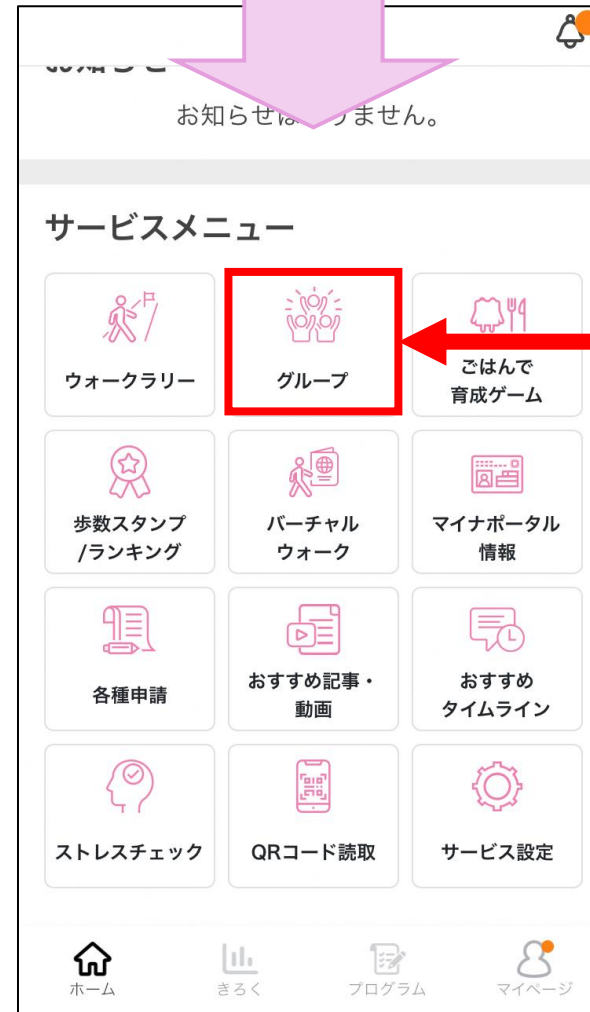 お知らせ
お知らせはありません。
サービスメニュー
ウォークラリー
グループ
ごはんで
育成ゲーム
歩数スタンプ
/ランキング
バーチャル
ウォーク
マイナポータル
情報
各種申請
おすすめ記事・
動画
おすすめ
タイムライン
ストレスチェック
QRコード読取
サービス設定
ホーム
きろく
プログラム
マイページ